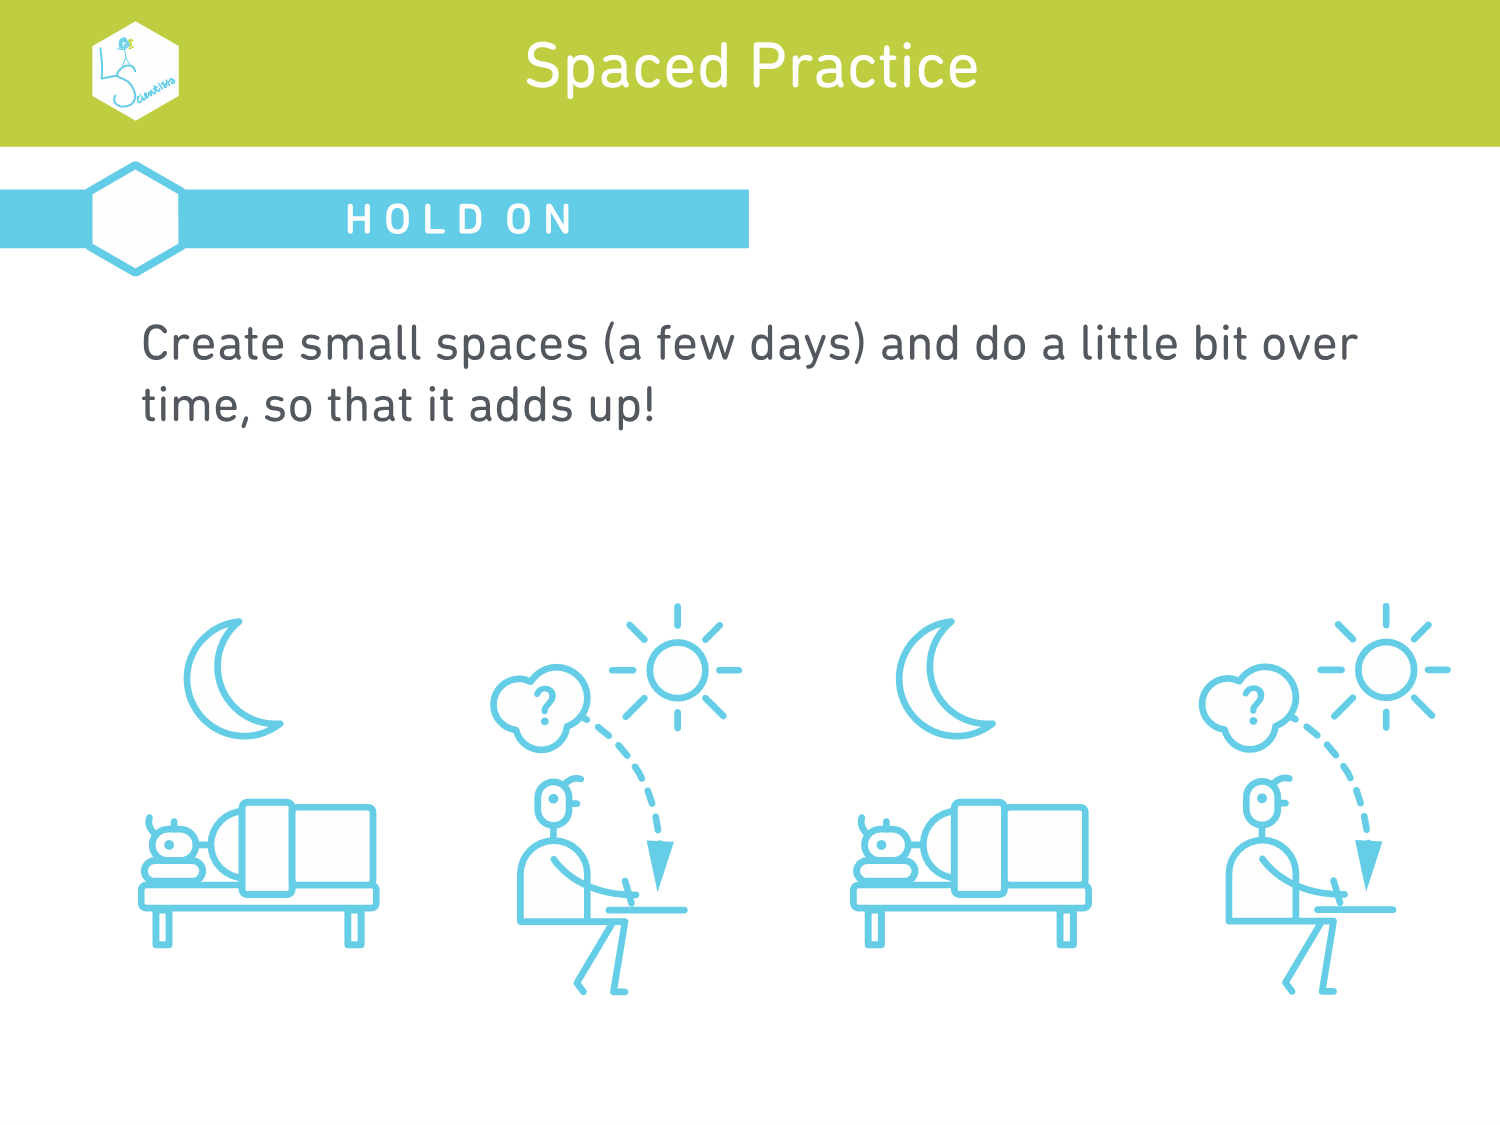 L
Scientists
Spaced Practice
HOLD ON
Create small spaces (a few days) and do a little bit over
time, so that it adds up!
?
?